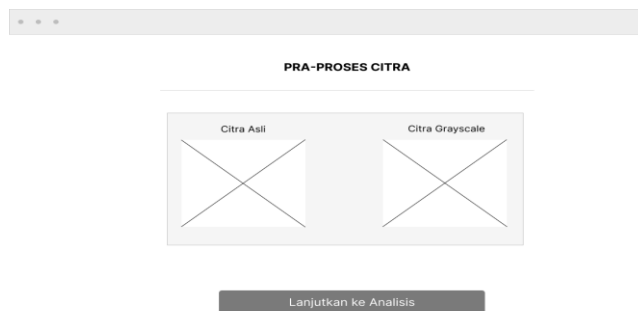 PRA-PROSES CITRA
Citra Asli
Citra Grayscale
Lanjutkan ke Analisis